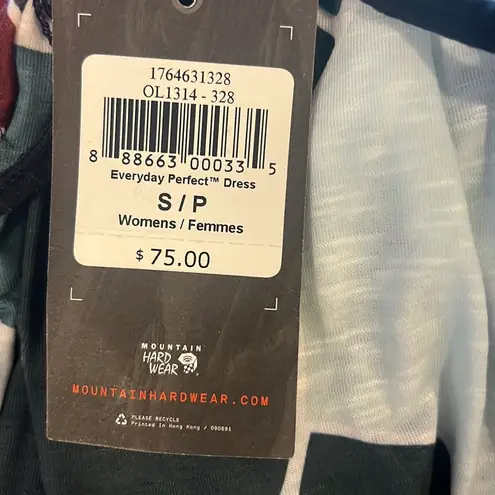 1764631328
OL1314 - 328
8 88663 00033 5
Everyday Perfect™ Dress
S / P
Womens / Femmes
$ 75.00
MOUNTAIN
HARD
WEAR
MOUNTAINHARDWEAR.COM
PLEASE RECYCLE
Printed in Hong Kong / 090691